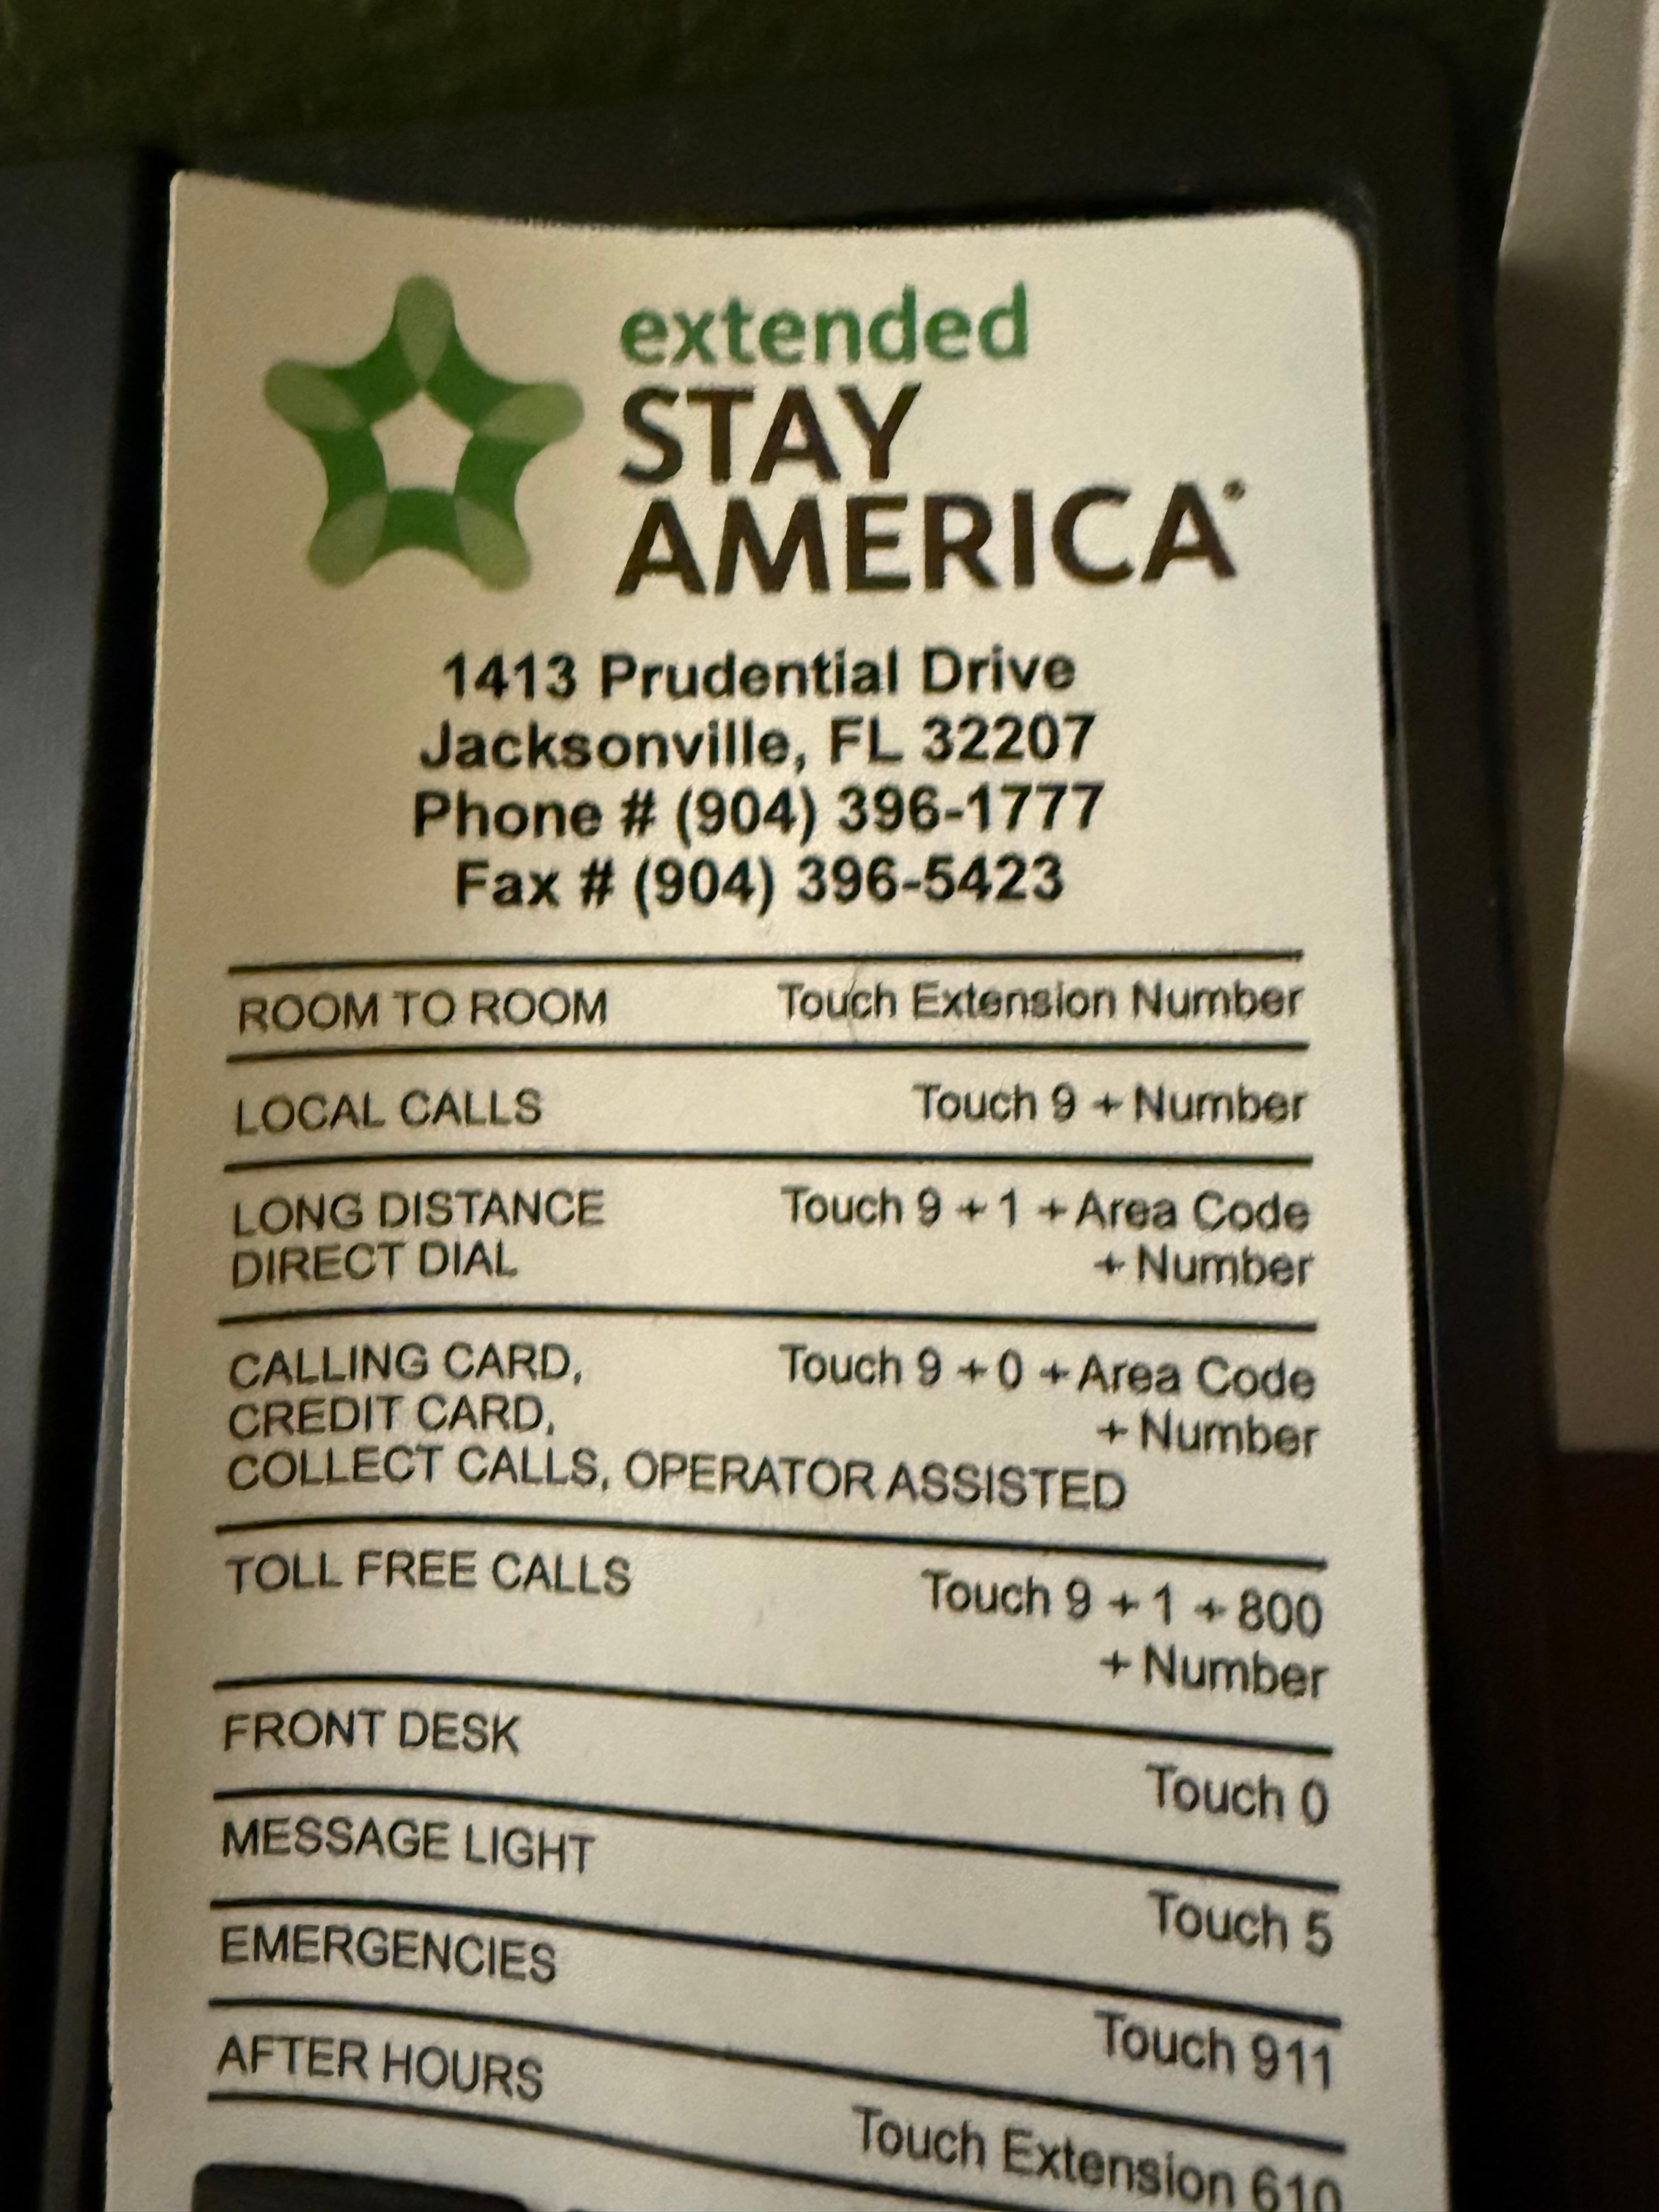 extended
STAY
AMERICA®
1413 Prudential Drive
Jacksonville, FL 32207
Phone # (904) 396-1777
Fax # (904) 396-5423
ROOM TO ROOM Touch Extension Number
LOCAL CALLS Touch 9 + Number
LONG DISTANCE Touch 9 + 1 + Area Code
DIRECT DIAL + Number
CALLING CARD, Touch 9 + 0 + Area Code
CREDIT CARD, + Number
COLLECT CALLS, OPERATOR ASSISTED
TOLL FREE CALLS Touch 9 + 1 + 800
+ Number
FRONT DESK Touch 0
MESSAGE LIGHT Touch 5
EMERGENCIES Touch 911
AFTER HOURS Touch Extension 610